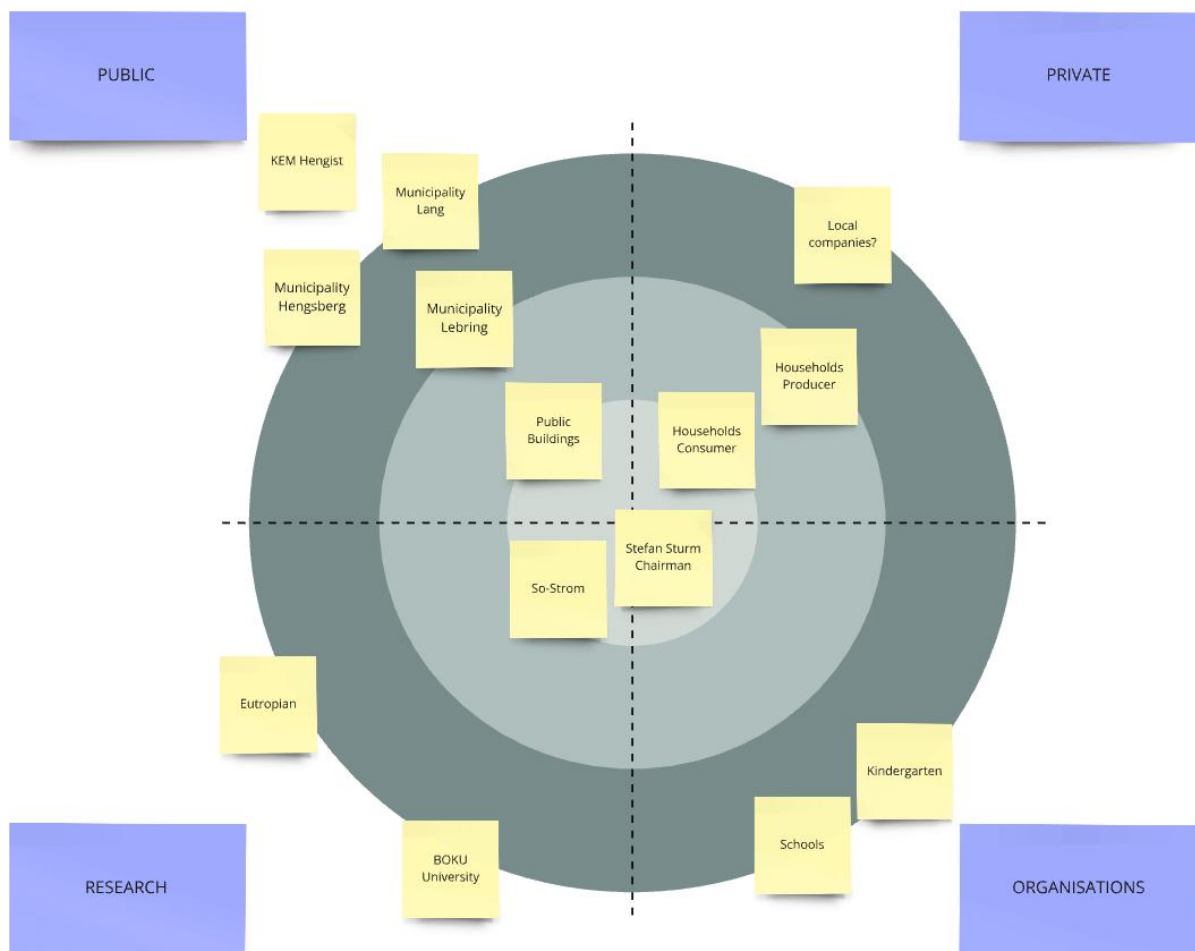 PUBLIC
PRIVATE
KEM Hengist
Municipality
Lang
Local
companies?
Municipality
Hengsberg
Municipality
Lebring
Households
Producer
Public
Buildings
Households
Consumer
Stefan Sturm
Chairman
So-Strom
Eutropian
Kindergarten
Schools
BOKU
University
RESEARCH
ORGANISATIONS